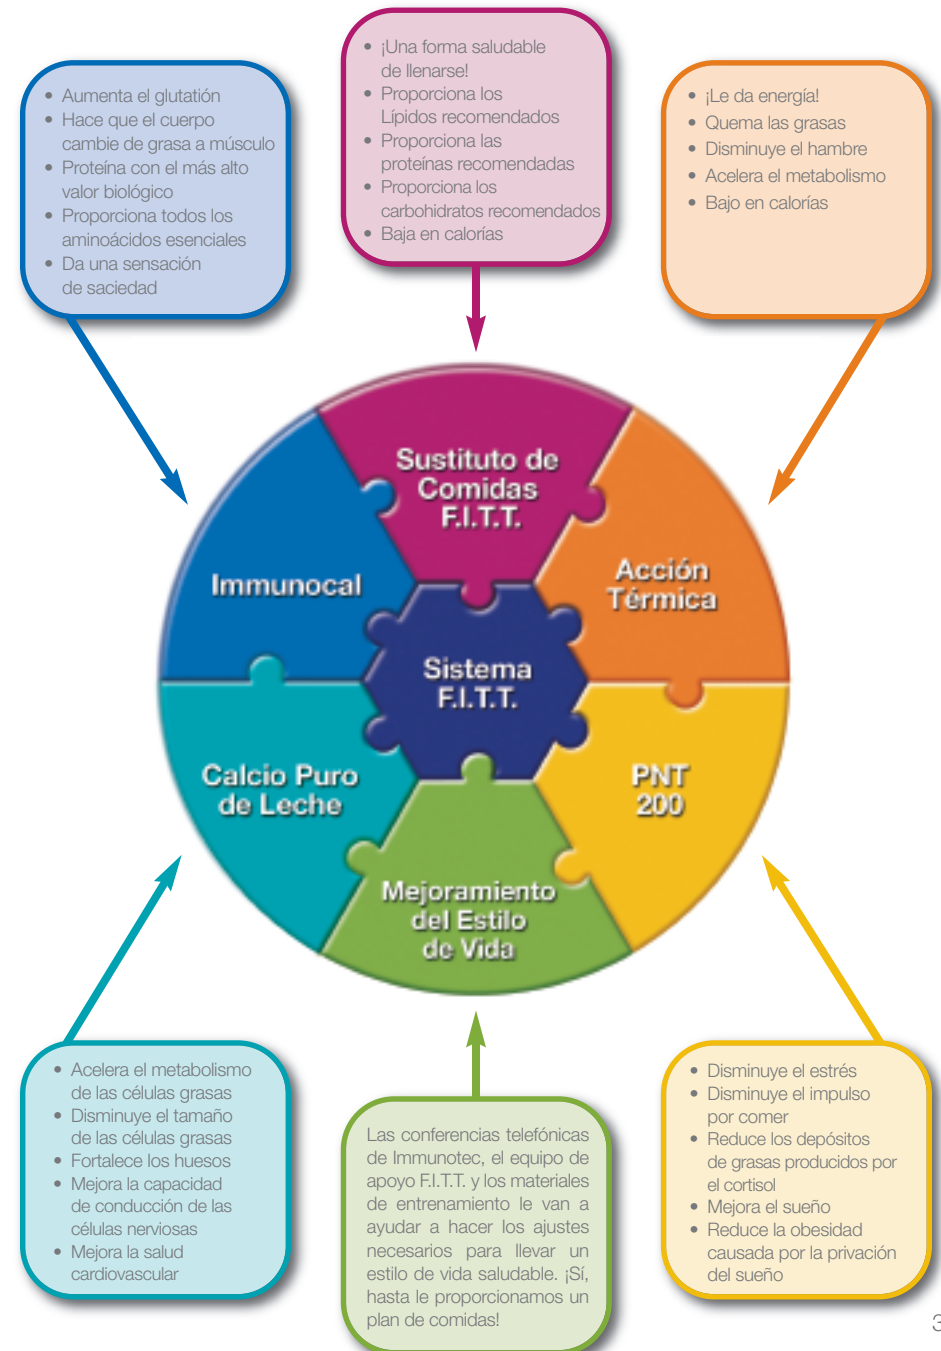 • Aumenta el glutatión
• Hace que el cuerpo
cambie de grasa a músculo
• Proteína con el más alto
valor biológico
• Proporciona todos los
aminoácidos esenciales
• Da una sensación
de saciedad
• ¡Una forma saludable
de llenarse!
• Proporciona los
Lípidos recomendados
• Proporciona las
proteínas recomendadas
• Proporciona los
carbohidratos recomendados
• Baja en calorías
• ¡Le da energía!
• Quema las grasas
• Disminuye el hambre
• Acelera el metabolismo
• Bajo en calorías
Sustituto de
Comidas
F.I.T.T.
Immunocal
Acción
Térmica
Sistema
F.I.T.T.
Calcio Puro
de Leche
PNT
200
Mejoramiento
del Estilo
de Vida
• Acelera el metabolismo
de las células grasas
• Disminuye el tamaño
de las células grasas
• Fortalece los huesos
• Mejora la capacidad
de conducción de las
células nerviosas
• Mejora la salud
cardiovascular
Las conferencias telefónicas
de Immunotec, el equipo de
apoyo F.I.T.T. y los materiales
de entrenamiento le van a
ayudar a hacer los ajustes
necesarios para llevar un
estilo de vida saludable. ¡Sí,
hasta le proporcionamos un
plan de comidas!
• Disminuye el estrés
• Disminuye el impulso
por comer
• Reduce los depósitos
de grasas producidos por
el cortisol
• Mejora el sueño
• Reduce la obesidad
causada por la privación
del sueño
3